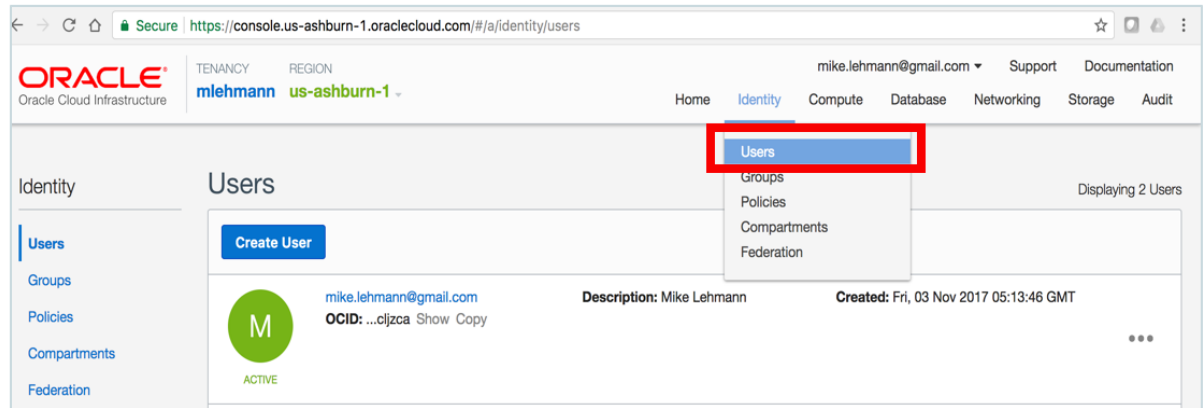 Secure https://console.us-ashburn-1.oraclecloud.com/#/a/identity/users
ORACLE® TENANCY REGION mike.lehmann@gmail.com Support Documentation
Oracle Cloud Infrastructure mlehmann us-ashburn-1 Home Identity Compute Database Networking Storage Audit
Users
Groups
Policies
Compartments
Federation
Identity Users Displaying 2 Users
Users
Groups
Policies
Compartments
Federation
Create User
mike.lehmann@gmail.com Description: Mike Lehmann Created: Fri, 03 Nov 2017 05:13:46 GMT
M OCID: ...cljzca Show Copy
ACTIVE